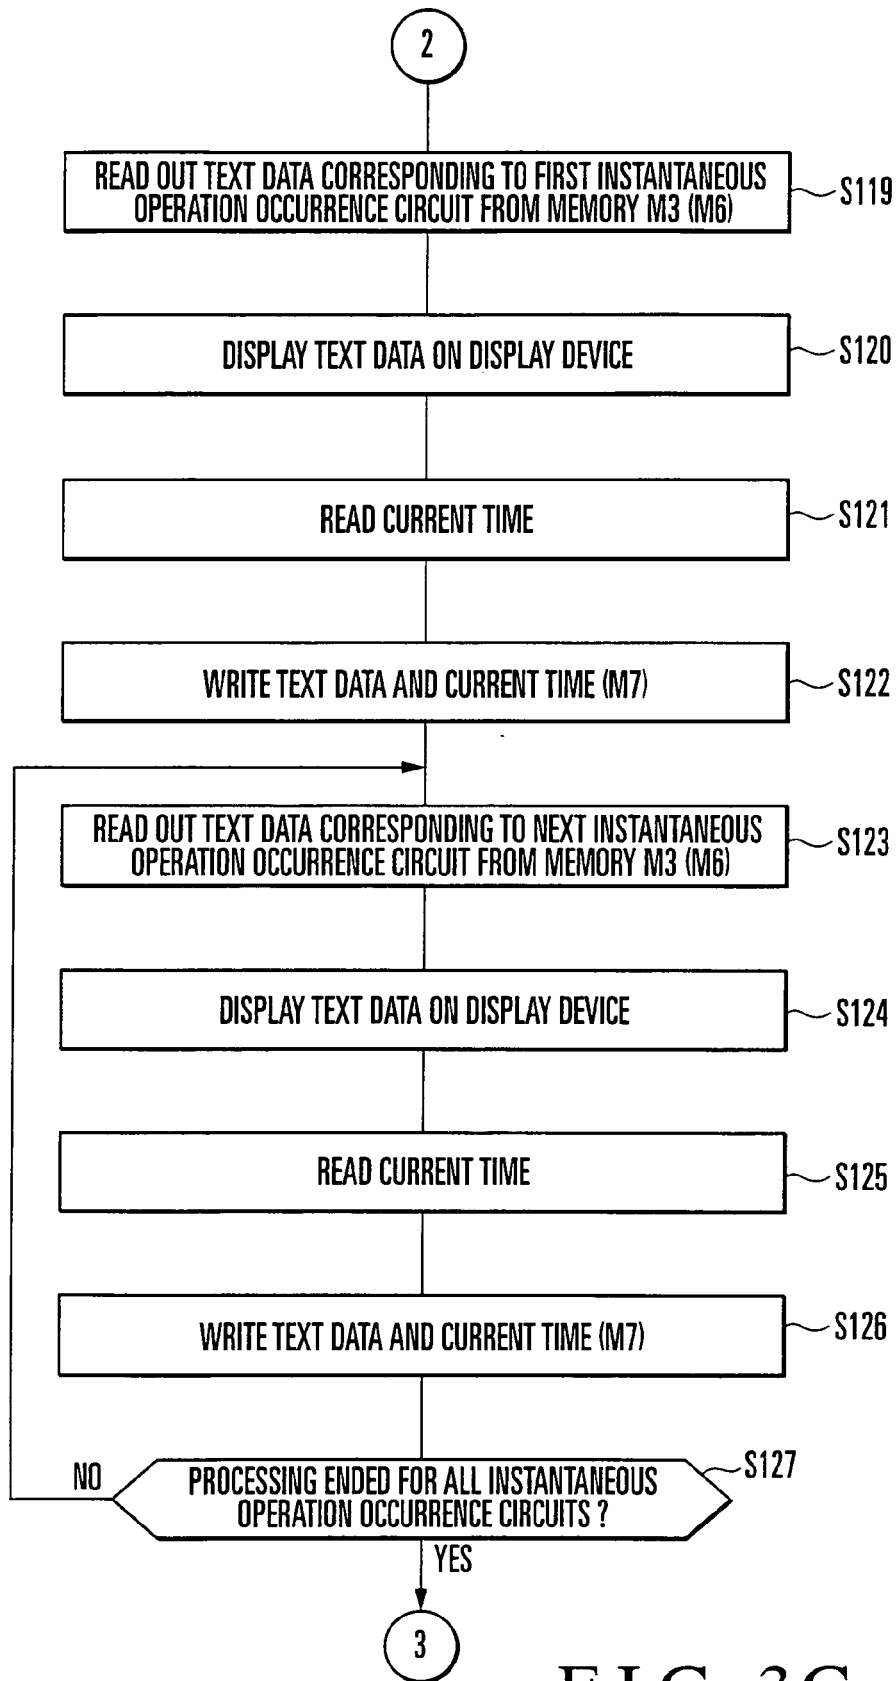 2
READ OUT TEXT DATA CORRESPONDING TO FIRST INSTANTANEOUS
OPERATION OCCURRENCE CIRCUIT FROM MEMORY M3 (M6)
S119
DISPLAY TEXT DATA ON DISPLAY DEVICE
S120
READ CURRENT TIME
S121
WRITE TEXT DATA AND CURRENT TIME (M7)
S122
READ OUT TEXT DATA CORRESPONDING TO NEXT INSTANTANEOUS
OPERATION OCCURRENCE CIRCUIT FROM MEMORY M3 (M6)
S123
DISPLAY TEXT DATA ON DISPLAY DEVICE
S124
READ CURRENT TIME
S125
WRITE TEXT DATA AND CURRENT TIME (M7)
S126
NO
PROCESSING ENDED FOR ALL INSTANTANEOUS
OPERATION OCCURRENCE CIRCUITS ?
S127
YES
3